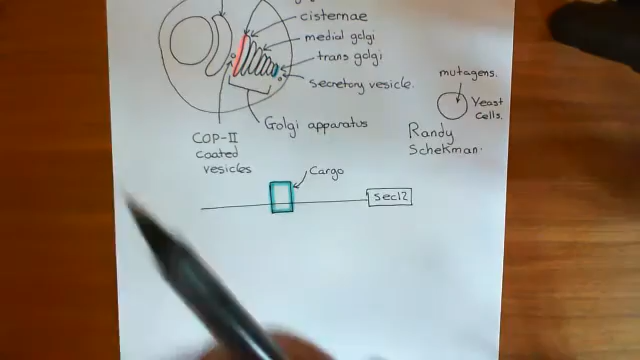 cisternae
medial golgi
trans golgi
secretory vesicle.
Golgi apparatus
COP-II
coated
vesicles
mutagens.
Yeast
Cells.
Randy
Schekman.
Cargo
Sec12